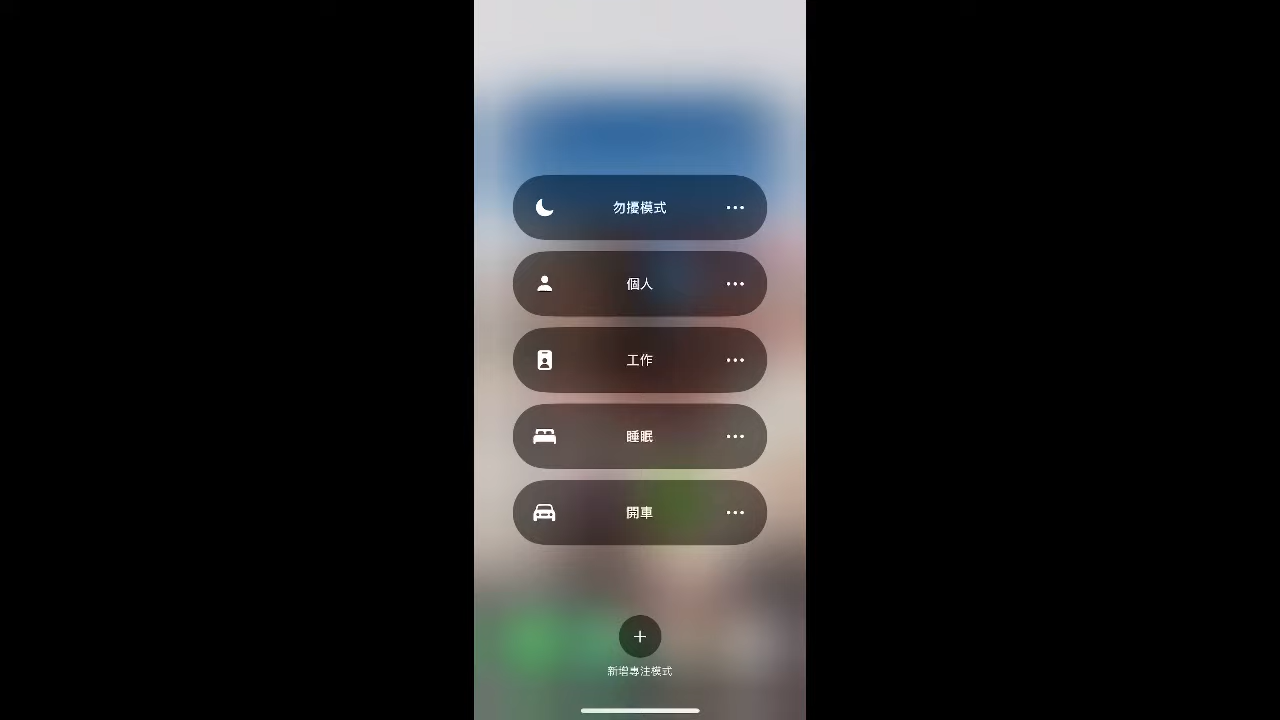 勿擾模式
個人
工作
睡眠
開車
新增專注模式